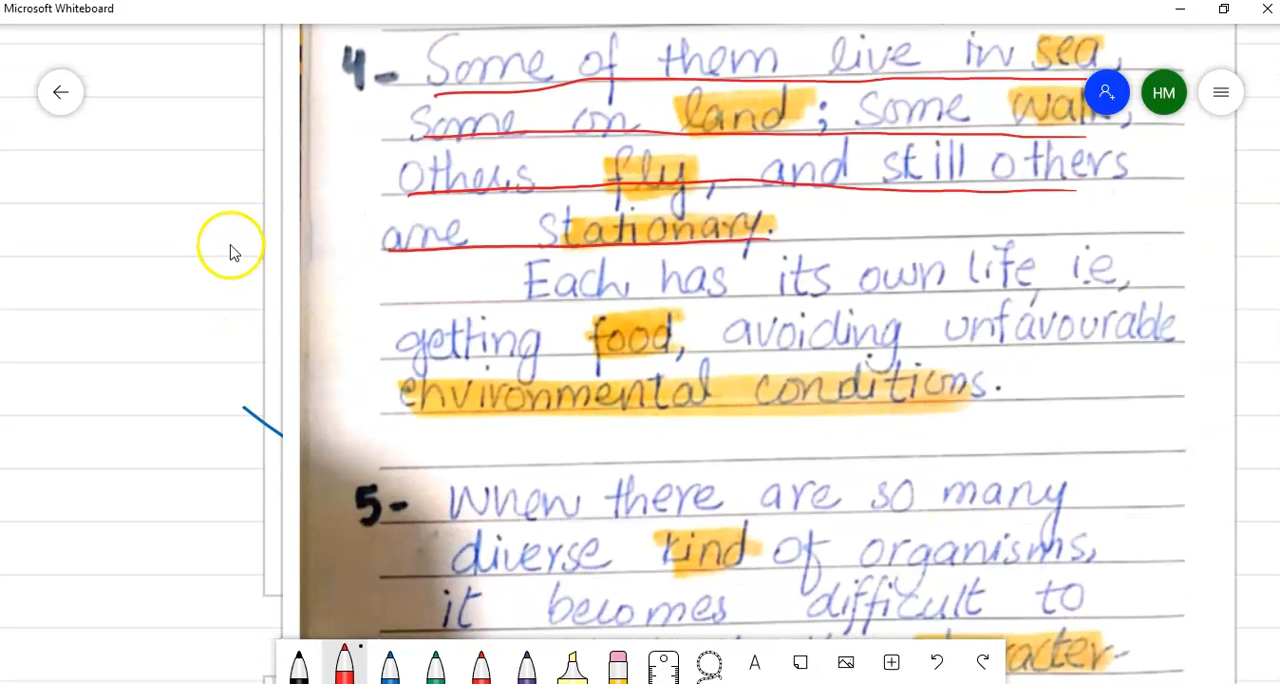 Microsoft Whiteboard
4- Some of them live in sea,
HM
Some on land ; some
others fly, and still others
are stationary.
Each has its own life, i.e,
getting food, avoiding unfavourable
environmental conditions.
5- When there are so many
diverse kind of organisms,
it becomes difficult to
A